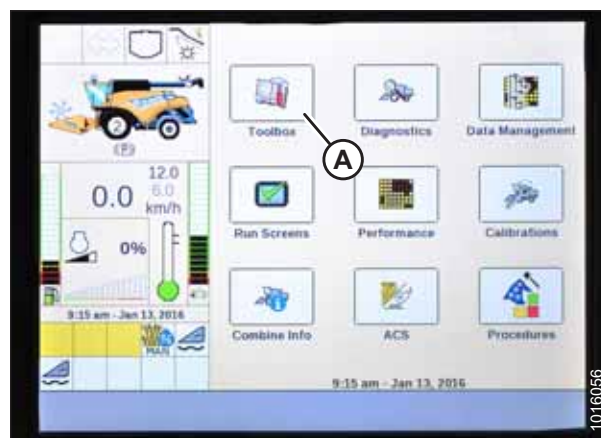 12.0
0.0
6.0
km/h
0%
9:15 am - Jan 13, 2016
MAN
2
(P)
Toolbox
Diagnostics
Data Management
A
Run Screens
Performance
Calibrations
Combine Info
ACS
Procedures
9:15 am - Jan 13, 2016
1016056